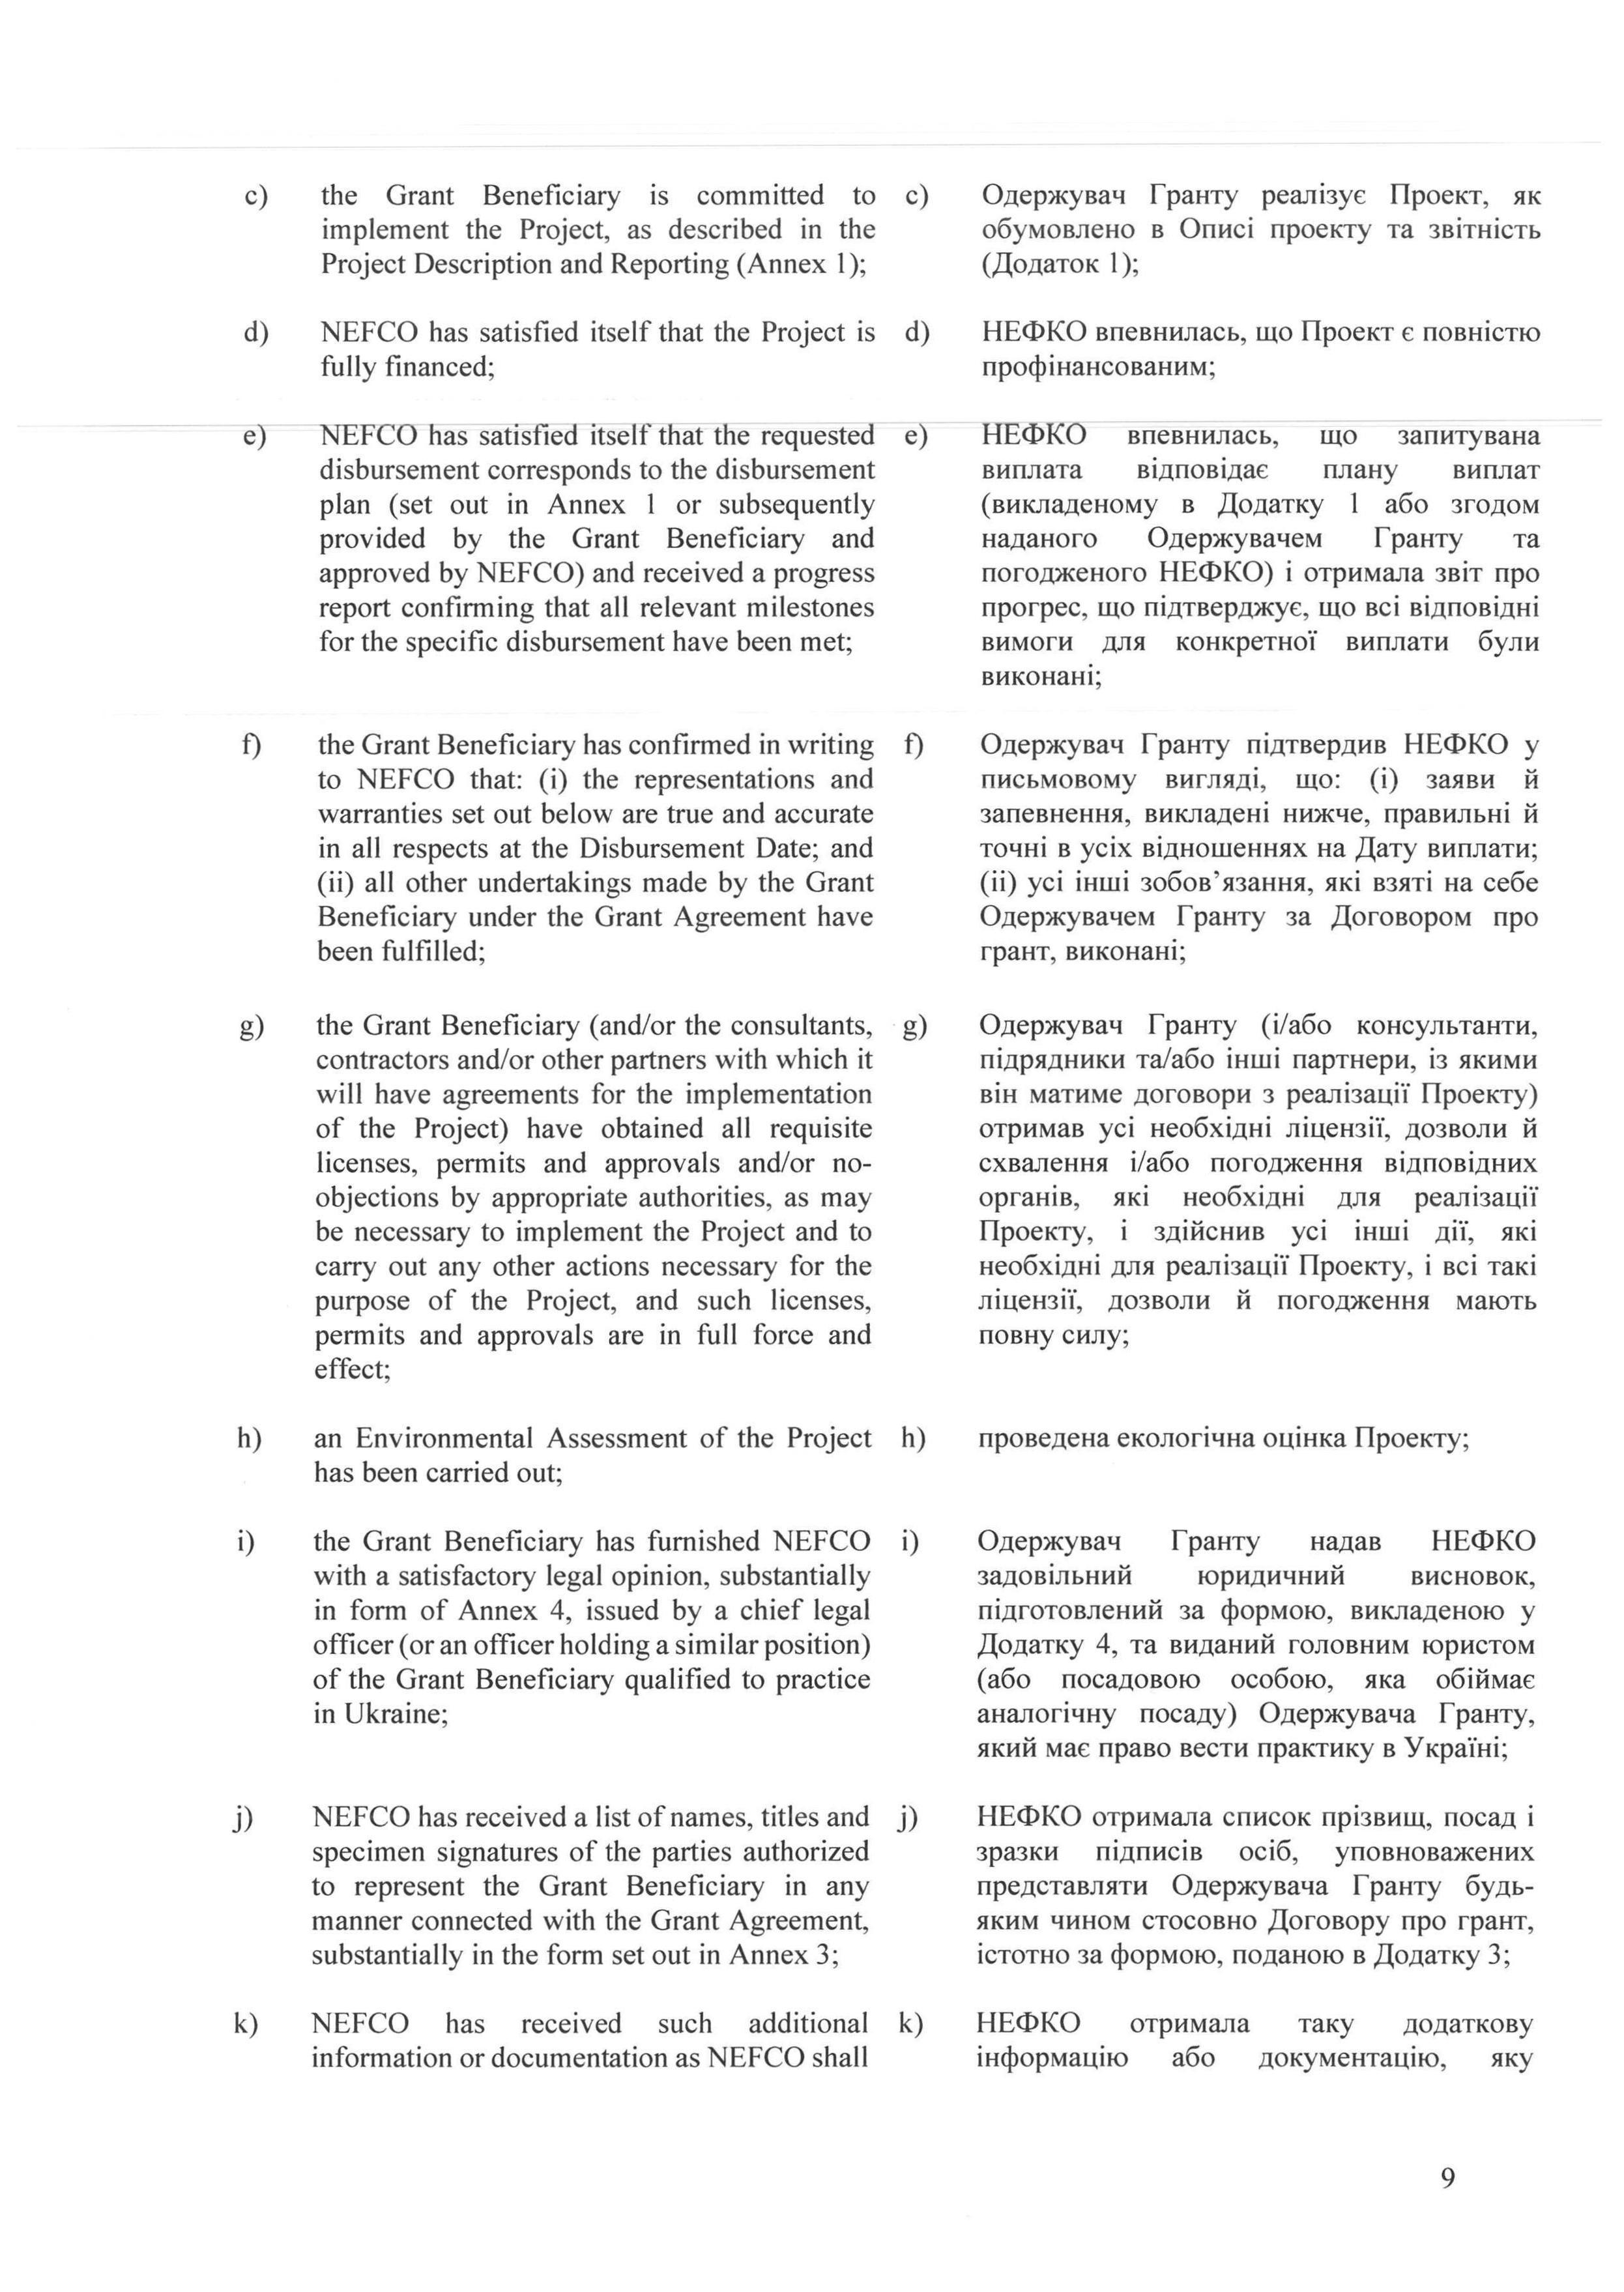 c) the Grant Beneficiary is committed to
implement the Project, as described in the
Project Description and Reporting (Annex 1);
c) Одержувач Гранту реалізує Проект, як
обумовлено в Описі проекту та звітність
(Додаток 1);
d) NEFCO has satisfied itself that the Project is
fully financed;
d) НЕФКО впевнилась, що Проект є повністю
профінансованим;
e) NEFCO has satisfied itself that the requested
disbursement corresponds to the disbursement
plan (set out in Annex 1 or subsequently
provided by the Grant Beneficiary and
approved by NEFCO) and received a progress
report confirming that all relevant milestones
for the specific disbursement have been met;
e) НЕФКО впевнилась, що запитувана
виплата відповідає плану виплат
(викладеному в Додатку 1 або згодом
наданого Одержувачем Гранту та
погодженого НЕФКО) і отримала звіт про
прогрес, що підтверджує, що всі відповідні
вимоги для конкретної виплати були
виконані;
f) the Grant Beneficiary has confirmed in writing
to NEFCO that: (i) the representations and
warranties set out below are true and accurate
in all respects at the Disbursement Date; and
(ii) all other undertakings made by the Grant
Beneficiary under the Grant Agreement have
been fulfilled;
f) Одержувач Гранту підтвердив НЕФКО у
письмовому вигляді, що: (i) заяви й
запевнення, викладені нижче, правильні й
точні в усіх відношеннях на Дату виплати;
(ii) усі інші зобов’язання, які взяті на себе
Одержувачем Гранту за Договором про
грант, виконані;
g) the Grant Beneficiary (and/or the consultants,
contractors and/or other partners with which it
will have agreements for the implementation
of the Project) have obtained all requisite
licenses, permits and approvals and/or no-
objections by appropriate authorities, as may
be necessary to implement the Project and to
carry out any other actions necessary for the
purpose of the Project, and such licenses,
permits and approvals are in full force and
effect;
g) Одержувач Гранту (і/або консультанти,
підрядники та/або інші партнери, із якими
він матиме договори з реалізації Проекту)
отримав усі необхідні ліцензії, дозволи й
схвалення і/або погодження відповідних
органів, які необхідні для реалізації
Проекту, і здійснив усі інші дії, які
необхідні для реалізації Проекту, і всі такі
ліцензії, дозволи й погодження мають
повну силу;
h) an Environmental Assessment of the Project
has been carried out;
h) проведена екологічна оцінка Проекту;
i) the Grant Beneficiary has furnished NEFCO
with a satisfactory legal opinion, substantially
in form of Annex 4, issued by a chief legal
officer (or an officer holding a similar position)
of the Grant Beneficiary qualified to practice
in Ukraine;
i) Одержувач Гранту надав НЕФКО
задовільний юридичний висновок,
підготовлений за формою, викладеною у
Додатку 4, та виданий головним юристом
(або посадовою особою, яка обіймає
аналогічну посаду) Одержувача Гранту,
який має право вести практику в Україні;
j) NEFCO has received a list of names, titles and
specimen signatures of the parties authorized
to represent the Grant Beneficiary in any
manner connected with the Grant Agreement,
substantially in the form set out in Annex 3;
j) НЕФКО отримала список прізвищ, посад і
зразки підписів осіб, уповноважених
представляти Одержувача Гранту будь-
яким чином стосовно Договору про грант,
істотно за формою, поданою в Додатку 3;
k) NEFCO has received such additional
information or documentation as NEFCO shall
k) НЕФКО отримала таку додаткову
інформацію або документацію, яку
9